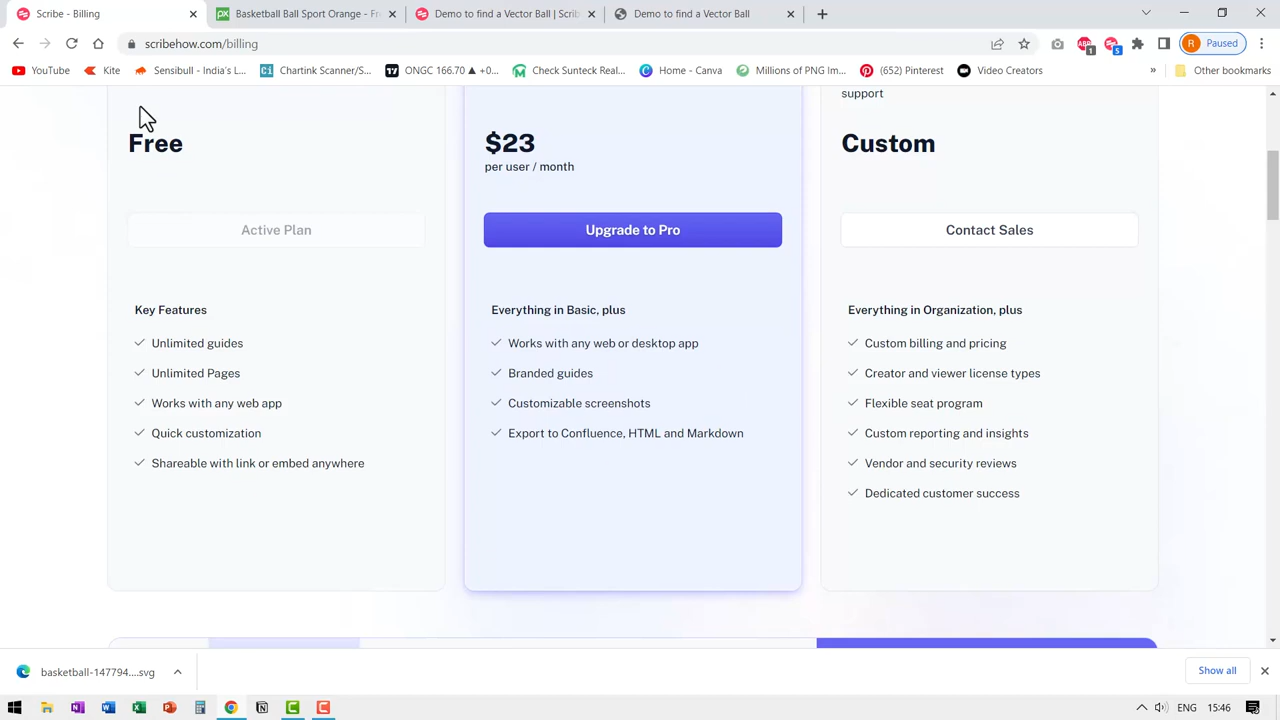 Scribe - Billing
Basketball Ball Sport Orange - Fr
Demo to find a Vector Ball | Scrib
Demo to find a Vector Ball
scribehow.com/billing
Paused
YouTube
Kite
Sensibull - India's L...
Chartink Scanner/S...
ONGC 166.70 ▲ +0...
Check Sunteck Real...
Home - Canva
Millions of PNG Im...
(652) Pinterest
Video Creators
»
Other bookmarks
support
Free
$23
per user / month
Custom
Active Plan
Upgrade to Pro
Contact Sales
Key Features
Unlimited guides
Unlimited Pages
Works with any web app
Quick customization
Shareable with link or embed anywhere
Everything in Basic, plus
Works with any web or desktop app
Branded guides
Customizable screenshots
Export to Confluence, HTML and Markdown
Everything in Organization, plus
Custom billing and pricing
Creator and viewer license types
Flexible seat program
Custom reporting and insights
Vendor and security reviews
Dedicated customer success
basketball-147794....svg
Show all
ENG
15:46